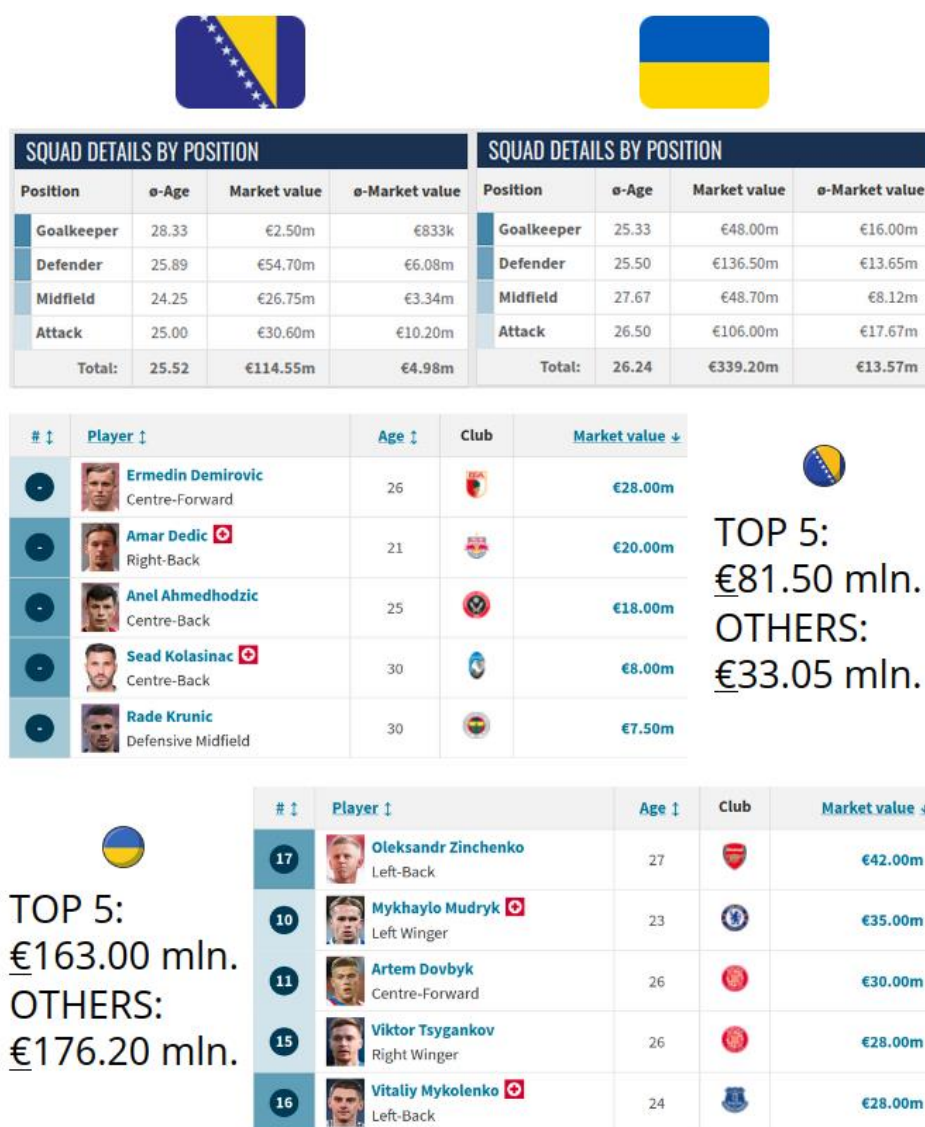 SQUAD DETAILS BY POSITION
Position ø-Age Market value ø-Market value
Goalkeeper 28.33 €2.50m €833k
Defender 25.89 €54.70m €6.08m
Midfield 24.25 €26.75m €3.34m
Attack 25.00 €30.60m €10.20m
Total: 25.52 €114.55m €4.98m
SQUAD DETAILS BY POSITION
Position ø-Age Market value ø-Market value
Goalkeeper 25.33 €48.00m €16.00m
Defender 25.50 €136.50m €13.65m
Midfield 27.67 €48.70m €8.12m
Attack 26.50 €106.00m €17.67m
Total: 26.24 €339.20m €13.57m
# Player Age Club Market value
- Ermedin Demirovic 26 €28.00m
Centre-Forward
- Amar Dedic 21 €20.00m
Right-Back
- Anel Ahmedhodzic 25 €18.00m
Centre-Back
- Sead Kolasinac 30 €8.00m
Centre-Back
- Rade Krunic 30 €7.50m
Defensive Midfield
TOP 5:
€81.50 mln.
OTHERS:
€33.05 mln.
TOP 5:
€163.00 mln.
OTHERS:
€176.20 mln.
# Player Age Club Market value
17 Oleksandr Zinchenko 27 €42.00m
Left-Back
10 Mykhaylo Mudryk 23 €35.00m
Left Winger
11 Artem Dovbyk 26 €30.00m
Centre-Forward
15 Viktor Tsygankov 26 €28.00m
Right Winger
16 Vitaliy Mykolenko 24 €28.00m
Left-Back